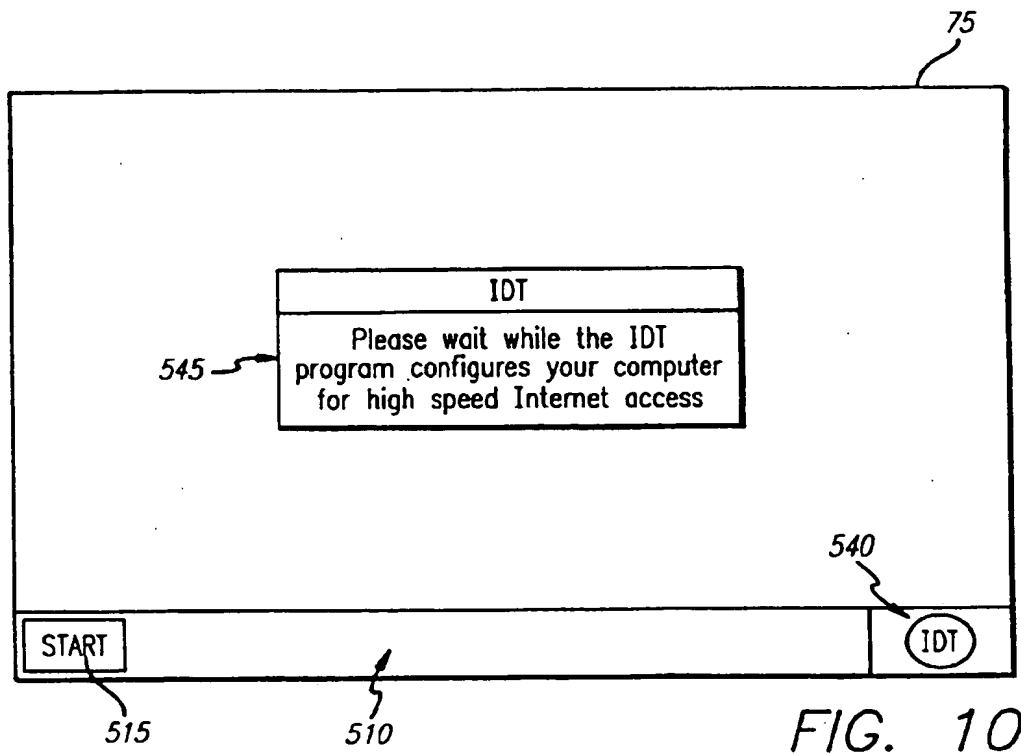 75
IDT
Please wait while the IDT
program configures your computer
for high speed Internet access
545
540
START
IDT
515
510
FIG. 10